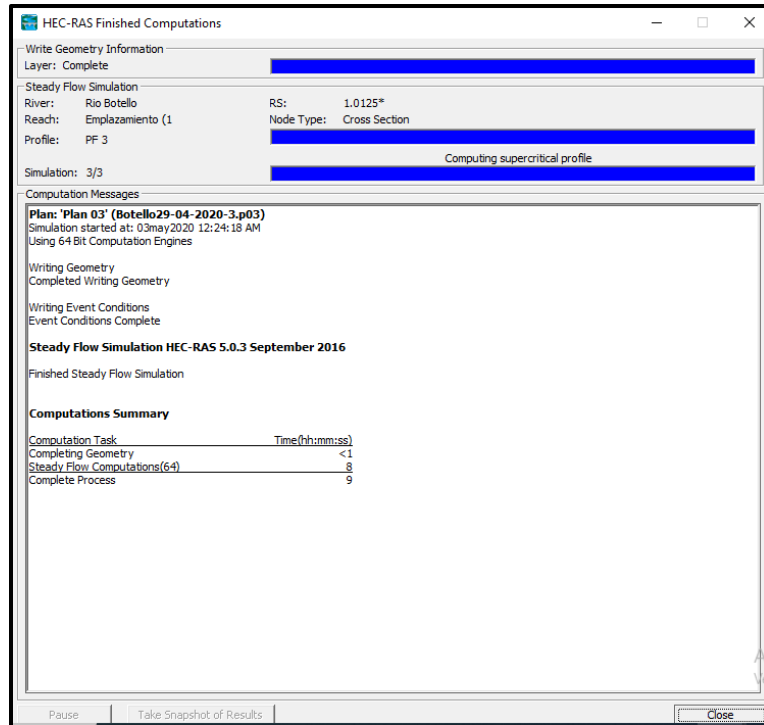 HEC-RAS Finished Computations
Write Geometry Information
Layer: Complete
Steady Flow Simulation
River: Rio Botello RS: 1.0125*
Reach: Emplazamiento (1 Node Type: Cross Section
Profile: PF 3
Computing supercritical profile
Simulation: 3/3
Computation Messages
Plan: 'Plan 03' (Botello29-04-2020-3.p03)
Simulation started at: 03may2020 12:24:18 AM
Using 64 Bit Computation Engines
Writing Geometry
Completed Writing Geometry
Writing Event Conditions
Event Conditions Complete
Steady Flow Simulation HEC-RAS 5.0.3 September 2016
Finished Steady Flow Simulation
Computations Summary
Computation Task Time(hh:mm:ss)
Completing Geometry <1
Steady Flow Computations(64) 8
Complete Process 9
Pause Take Snapshot of Results Close